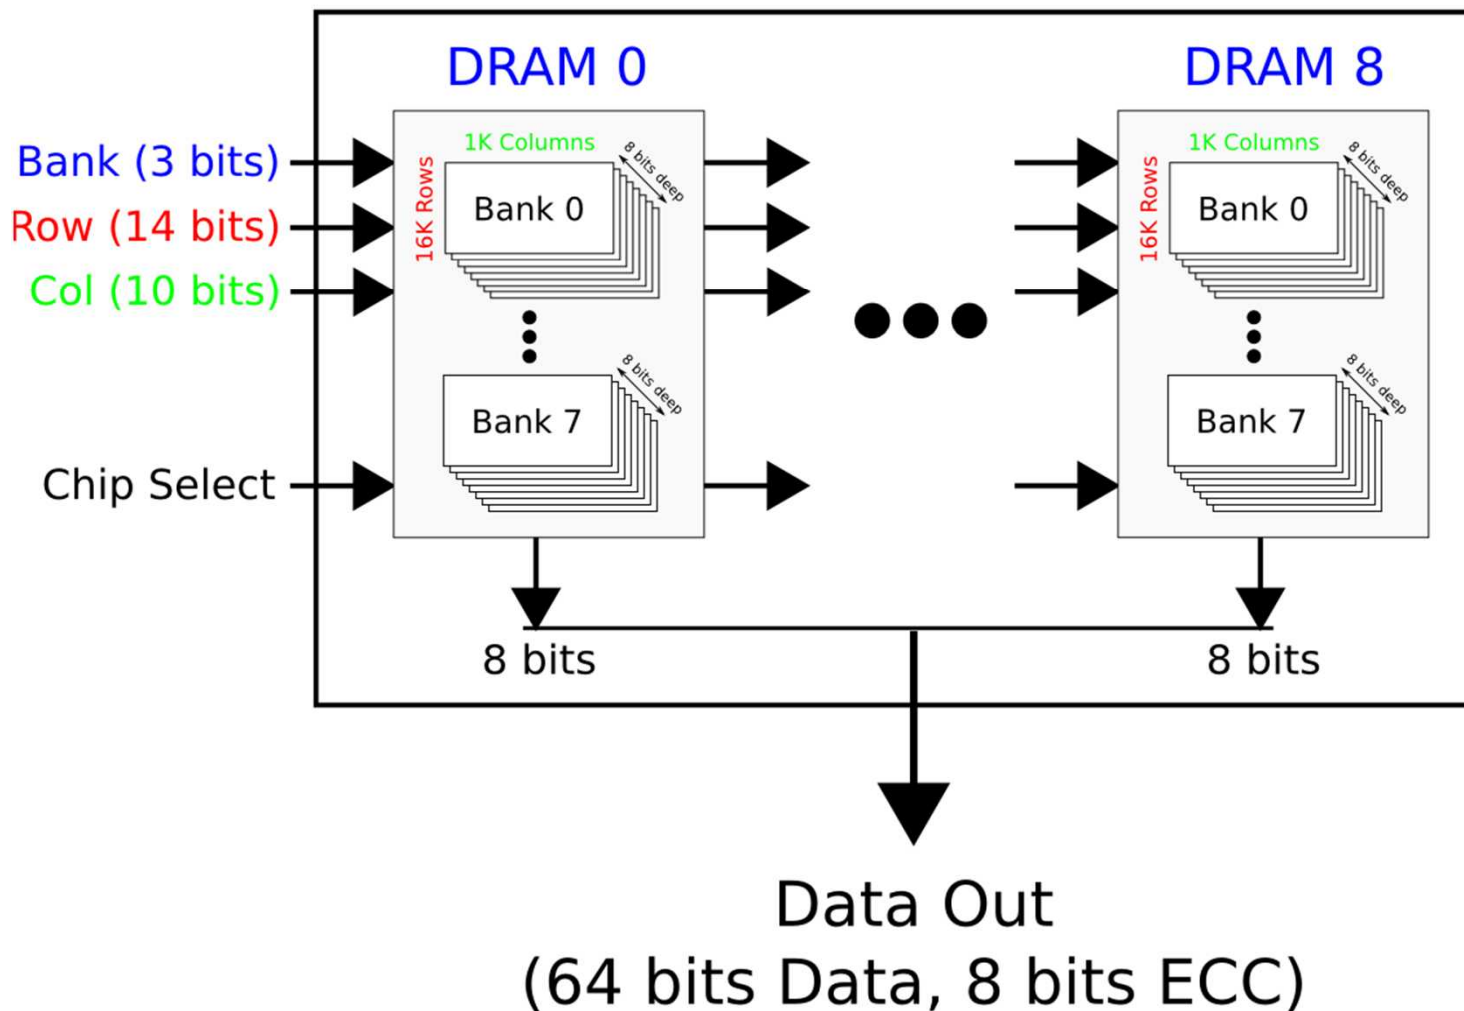 DRAM 0
DRAM 8
Bank (3 bits)
Row (14 bits)
Col (10 bits)
Chip Select
1K Columns
16K Rows
8 bits deep
Bank 0
8 bits deep
Bank 7
1K Columns
16K Rows
8 bits deep
Bank 0
8 bits deep
Bank 7
8 bits
8 bits
Data Out
(64 bits Data, 8 bits ECC)